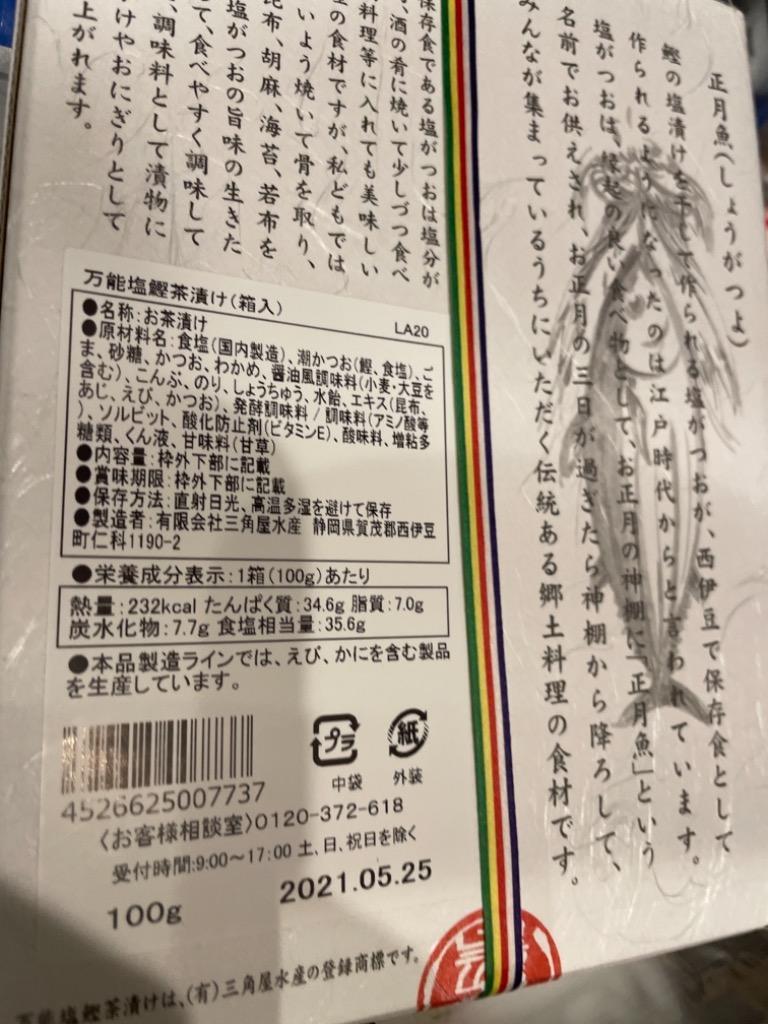 正月魚(しょうがつよ)
鰹の塩漬けを干して作られる塩がつおが、西伊豆で保存食として
作られるようになったのは江戸時代からと言われています。
塩がつおは、縁起の良い食べ物として、お正月の神棚に「正月魚」という
名前でお供えされ、お正月の三日が過ぎたら神棚から降ろして、
みんなが集まっているうちにいただく伝統ある郷土料理の食材です。
保存食である塩がつおは塩分が
、酒の肴に焼いて少しづつ食べ
料理等に入れても美味しい
理の食材ですが、私どもでは
いよう焼いて骨を取り、
昆布、胡麻、海苔、若布を
塩がつおの旨味の生きた
て、食べやすく調味して
、調味料として漬物に
けやおにぎりとして
上がれます。
万能塩鰹茶漬け(箱入)
LA20
●名称:お茶漬け
●原材料名:食塩(国内製造)、潮かつお(鰹、食塩)、ご
ま、砂糖、かつお、わかめ、醤油風調味料(小麦・大豆を
含む)、こんぶ、のり、しょうちゅう、水飴、エキス(昆布、
あじ、えび、かつお)、発酵調味料/調味料(アミノ酸等
)、ソルビット、酸化防止剤(ビタミンE)、酸味料、増粘多
糖類、くん液、甘味料(甘草)
●内容量:枠外下部に記載
●賞味期限:枠外下部に記載
●保存方法:直射日光、高温多湿を避けて保存
●製造者:有限会社三角屋水産 静岡県賀茂郡西伊豆
町仁科1190-2
●栄養成分表示:1箱(100g)あたり
熱量:232kcal たんぱく質:34.6g 脂質:7.0g
炭水化物:7.7g 食塩相当量:35.6g
●本品製造ラインでは、えび、かにを含む製品
を生産しています。
プラ
中袋
紙
外装
4526625007737
〈お客様相談室〉0120-372-618
受付時間:9:00～17:00 土、日、祝日を除く
100g
2021.05.25
万能塩鰹茶漬けは、(有)三角屋水産の登録商標です。